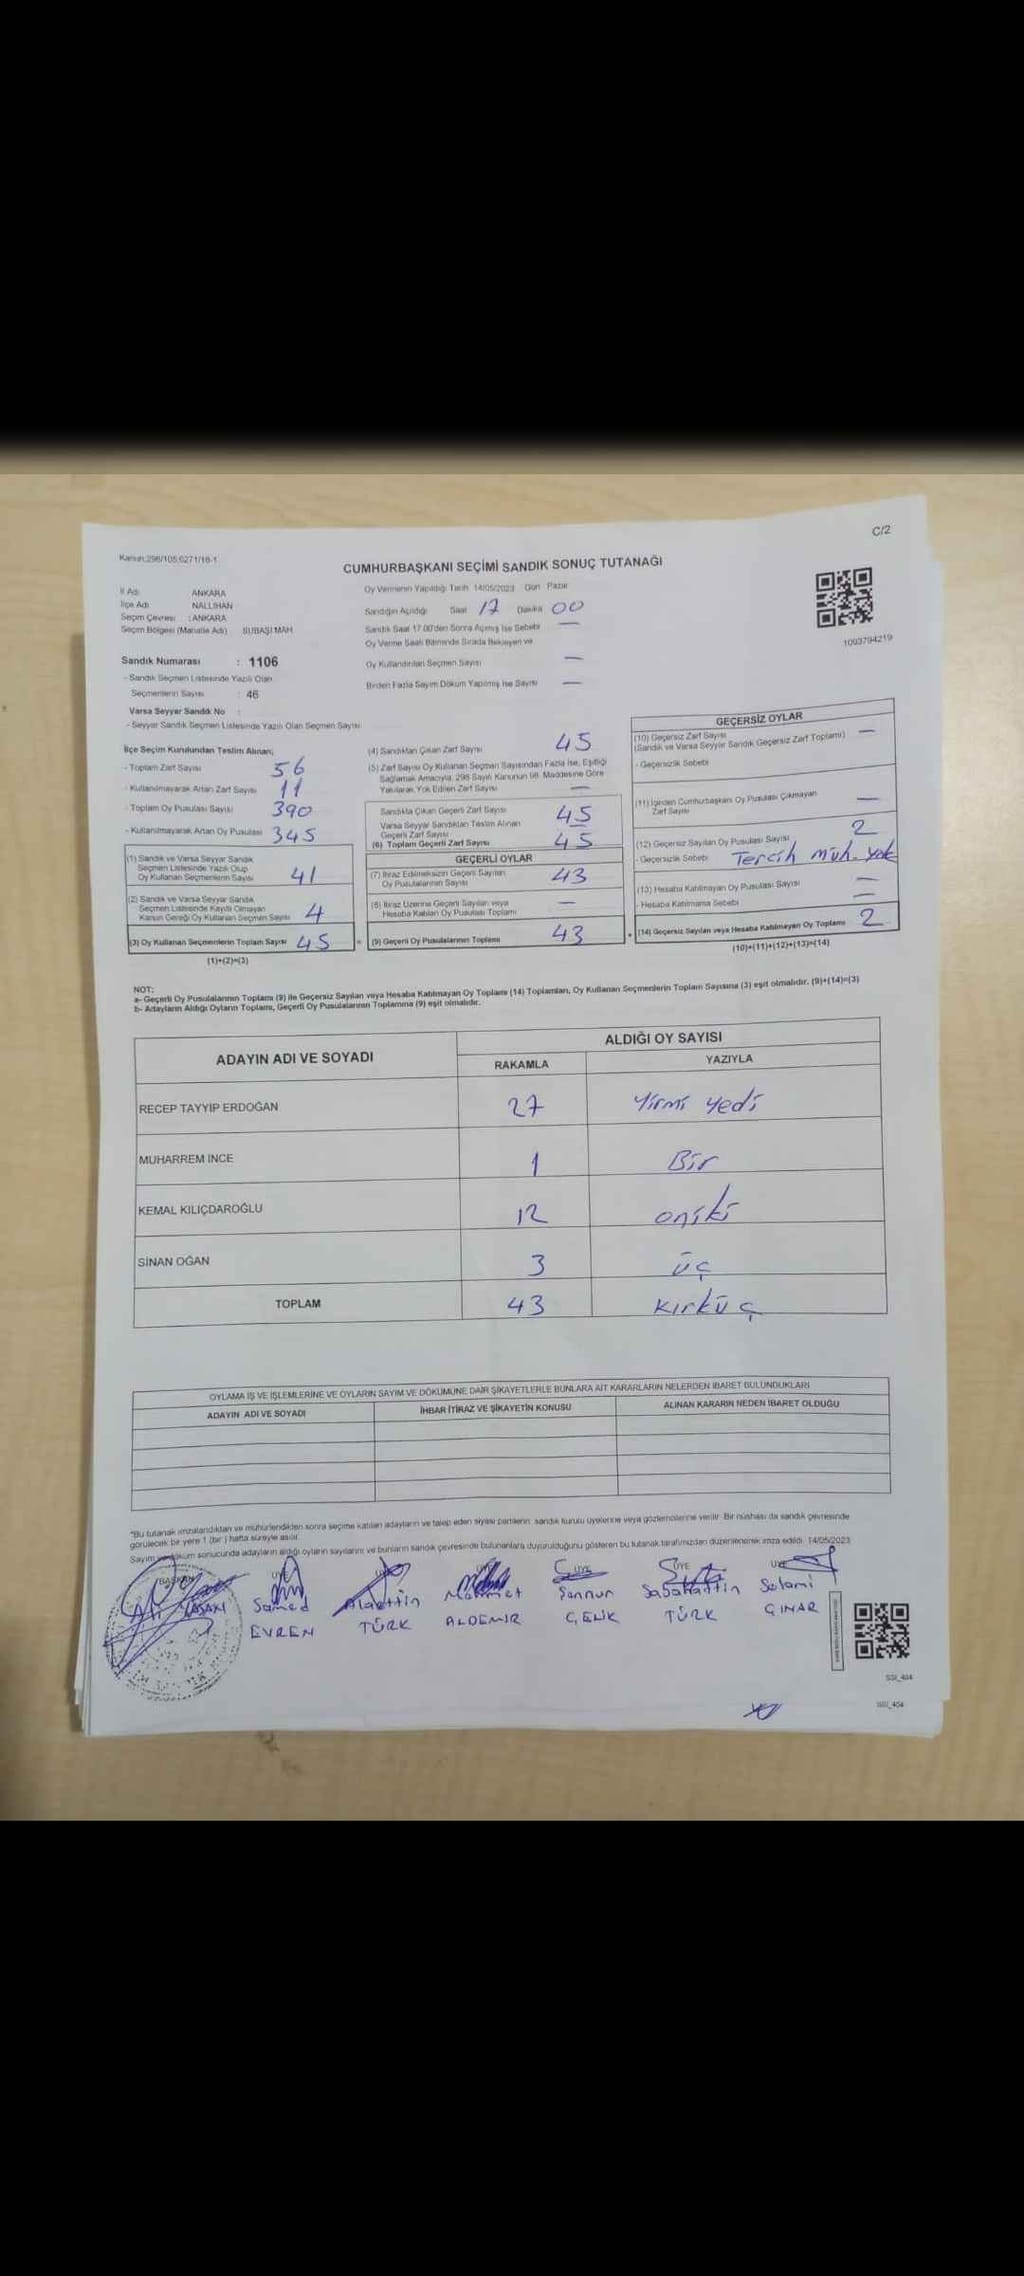 C/2
Kanun:298/105,6271/18-1
CUMHURBAŞKANI SEÇİMİ SANDIK SONUÇ TUTANAĞI
İl Adı ANKARA
İlçe Adı NALLIHAN
Seçim Çevresi : ANKARA
Seçim Bölgesi (Mahalle Adı) SUBAŞI MAH
Oy Vermenin Yapıldığı Tarih 14/05/2023 Gün Pazar
Sandığın Açıldığı Saat 17 Dakika 00
Sandık Saat 17.00'den Sonra Açılmış İse Sebebi —
Oy Verme Saati Bitiminde Sırada Bekleyen ve
Oy Kullandırılan Seçmen Sayısı —
Birden Fazla Sayım Döküm Yapılmış İse Sayısı —
1093794219
Sandık Numarası : 1106
- Sandık Seçmen Listesinde Yazılı Olan
Seçmenlerin Sayısı : 46
Varsa Seyyar Sandık No :
- Seyyar Sandık Seçmen Listesinde Yazılı Olan Seçmen Sayısı
İlçe Seçim Kurulundan Teslim Alınan;
- Toplam Zarf Sayısı 56
- Kullanılmayarak Artan Zarf Sayısı 11
- Toplam Oy Pusulası Sayısı 390
- Kullanılmayarak Artan Oy Pusulası 345
(1) Sandık ve Varsa Seyyar Sandık
Seçmen Listesinde Yazılı Olup
Oy Kullanan Seçmenlerin Sayısı 41
(2) Sandık ve Varsa Seyyar Sandık
Seçmen Listesinde Kayıtlı Olmayan
Kanun Gereği Oy Kullanan Seçmen Sayısı 4
(3) Oy Kullanan Seçmenlerin Toplam Sayısı 45
(1)+(2)=(3)
(4) Sandıktan Çıkan Zarf Sayısı 45
(5) Zarf Sayısı Oy Kullanan Seçmen Sayısından Fazla İse, Eşitliği
Sağlamak Amacıyla, 298 Sayılı Kanunun 98. Maddesine Göre
Yakılarak Yok Edilen Zarf Sayısı —
Sandıkta Çıkan Geçerli Zarf Sayısı 45
Varsa Seyyar Sandıktan Teslim Alınan
Geçerli Zarf Sayısı
(6) Toplam Geçerli Zarf Sayısı 45
GEÇERLİ OYLAR
(7) İtiraz Edilmeksizin Geçerli Sayılan
Oy Pusulalarının Sayısı 43
(8) İtiraz Üzerine Geçerli Sayılan veya
Hesaba Katılan Oy Pusulası Toplamı —
= (9) Geçerli Oy Pusulalarının Toplamı 43
GEÇERSİZ OYLAR
(10) Geçersiz Zarf Sayısı —
(Sandık ve Varsa Seyyar Sandık Geçersiz Zarf Toplamı)
- Geçersizlik Sebebi
(11) İçinden Cumhurbaşkanı Oy Pusulası Çıkmayan
Zarf Sayısı —
(12) Geçersiz Sayılan Oy Pusulası Sayısı 2
- Geçersizlik Sebebi Tercih müh. yok
(13) Hesaba Katılmayan Oy Pusulası Sayısı —
- Hesaba Katılmama Sebebi —
+ (14) Geçersiz Sayılan veya Hesaba Katılmayan Oy Toplamı 2
(10)+(11)+(12)+(13)=(14)
NOT:
a- Geçerli Oy Pusulalarının Toplamı (9) ile Geçersiz Sayılan veya Hesaba Katılmayan Oy Toplamı (14) Toplamları, Oy Kullanan Seçmenlerin Toplam Sayısına (3) eşit olmalıdır. (9)+(14)=(3)
b- Adayların Aldığı Oyların Toplamı, Geçerli Oy Pusulalarının Toplamına (9) eşit olmalıdır.
ADAYIN ADI VE SOYADI ALDIĞI OY SAYISI
RAKAMLA YAZIYLA
RECEP TAYYİP ERDOĞAN 27 Yirmi yedi
MUHARREM İNCE 1 Bir
KEMAL KILIÇDAROĞLU 12 oniki
SİNAN OĞAN 3 üç
TOPLAM 43 kırküç
OYLAMA İŞ VE İŞLEMLERİNE VE OYLARIN SAYIM VE DÖKÜMÜNE DAİR ŞİKAYETLERLE BUNLARA AİT KARARLARIN NELERDEN İBARET BULUNDUKLARI
ADAYIN ADI VE SOYADI İHBAR İTİRAZ VE ŞİKAYETİN KONUSU ALINAN KARARIN NEDEN İBARET OLDUĞU
"Bu tutanak imzalandıktan ve mühürlendikten sonra seçime katılan adayların ve talep eden siyasi partilerin sandık kurulu üyelerine veya gözlemcilerine verilir. Bir nüshası da sandık çevresinde
görülecek bir yere 1 (bir ) hafta süreyle asılır.
Sayım ve döküm sonucunda adayların aldığı oyların sayılarını ve bunların sandık çevresinde bulunanlara duyurulduğunu gösteren bu tutanak tarafımızdan düzenlenerek imza edildi. 14/05/2023
BAŞKAN ÜYE ÜYE ÜYE ÜYE
Samed Alaettin Mehmet Şennur Sabahattin Selami
EVREN TÜRK ALDEMİR ÇELİK TÜRK ÇINAR
SSI_404
SSI_404